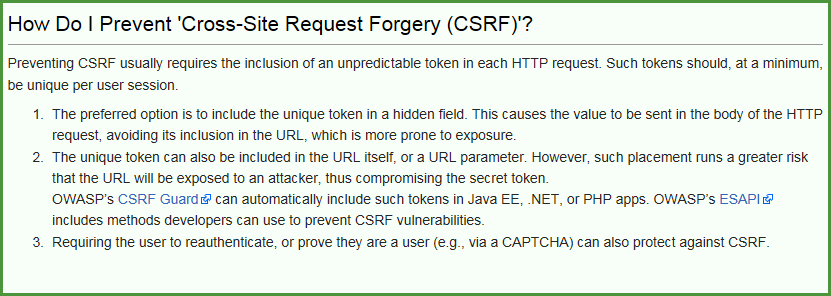 How Do I Prevent 'Cross-Site Request Forgery (CSRF)'?
Preventing CSRF usually requires the inclusion of an unpredictable token in each HTTP request. Such tokens should, at a minimum,
be unique per user session.
1. The preferred option is to include the unique token in a hidden field. This causes the value to be sent in the body of the HTTP
request, avoiding its inclusion in the URL, which is more prone to exposure.
2. The unique token can also be included in the URL itself, or a URL parameter. However, such placement runs a greater risk
that the URL will be exposed to an attacker, thus compromising the secret token.
OWASP's CSRF Guard can automatically include such tokens in Java EE, .NET, or PHP apps. OWASP's ESAPI
includes methods developers can use to prevent CSRF vulnerabilities.
3. Requiring the user to reauthenticate, or prove they are a user (e.g., via a CAPTCHA) can also protect against CSRF.